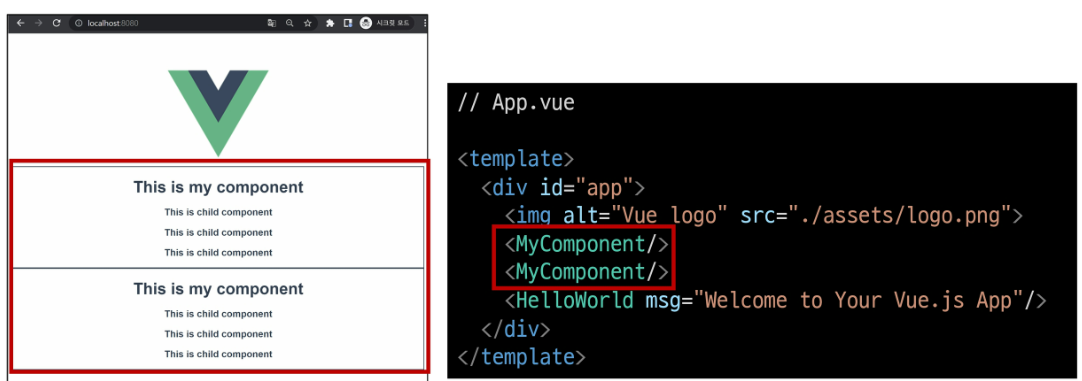 localhost:8080
시크릿 모드
This is my component
This is child component
This is child component
This is child component
This is my component
This is child component
This is child component
This is child component
// App.vue
<template>
<div id="app">
<img alt="Vue logo" src="./assets/logo.png">
<MyComponent/>
<MyComponent/>
<HelloWorld msg="Welcome to Your Vue.js App"/>
</div>
</template>